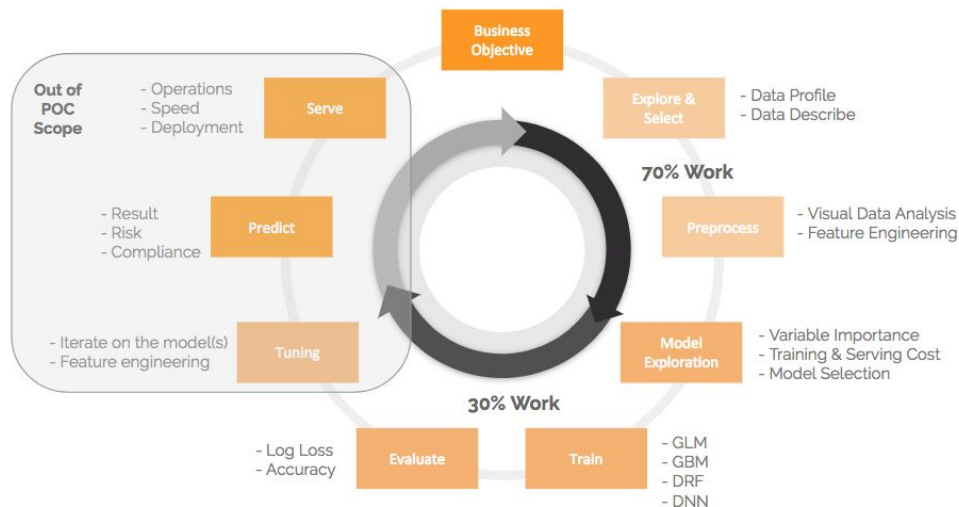 Business
Objective
Out of
POC
Scope
- Operations
- Speed
- Deployment
Serve
Explore &
Select
- Data Profile
- Data Describe
70% Work
- Result
- Risk
- Compliance
Predict
Preprocess
- Visual Data Analysis
- Feature Engineering
- Iterate on the model(s)
- Feature engineering
Tuning
Model
Exploration
- Variable Importance
- Training & Serving Cost
- Model Selection
30% Work
- Log Loss
- Accuracy
Evaluate
Train
- GLM
- GBM
- DRF
- DNN